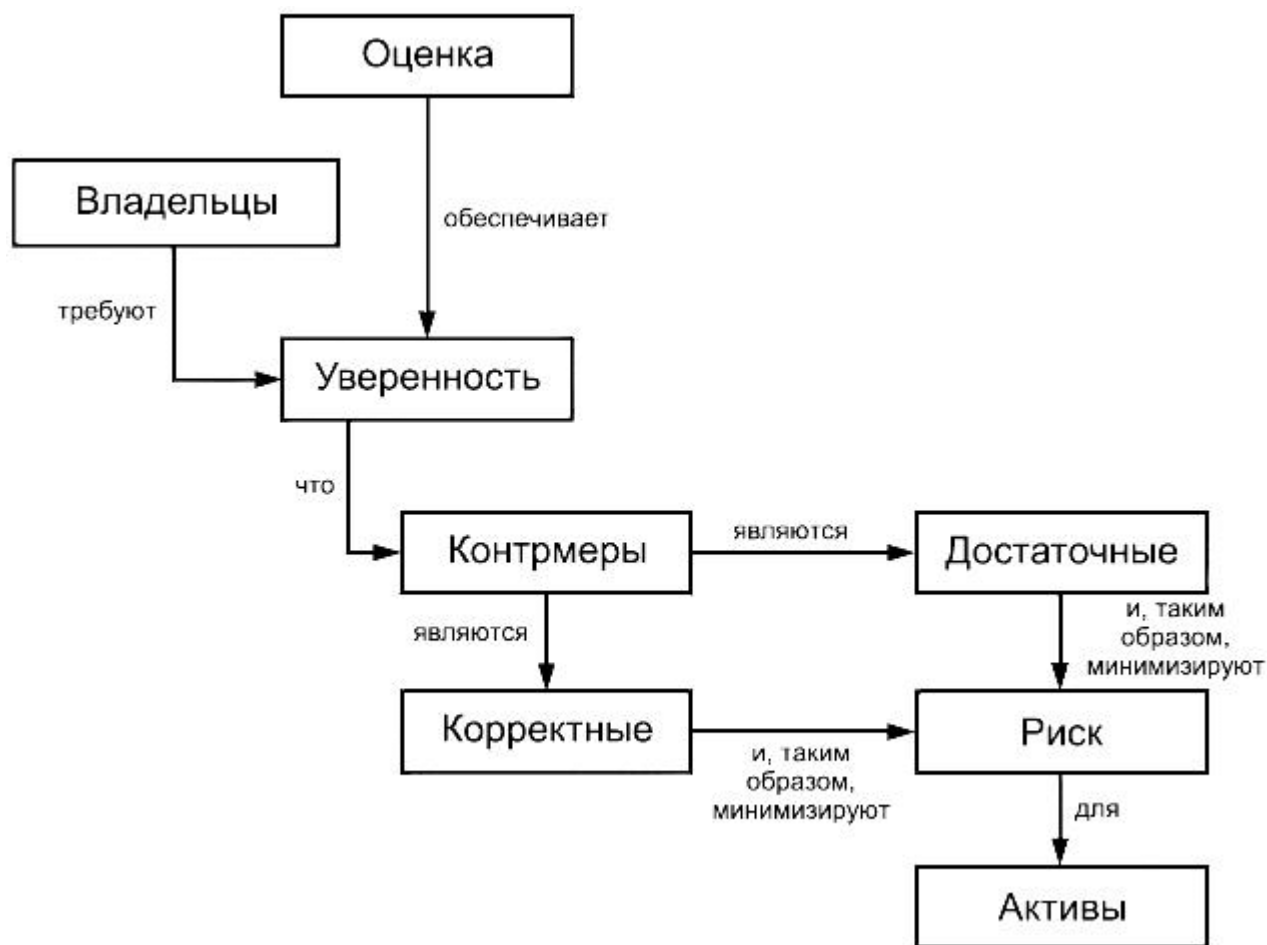 Оценка
Владельцы
обеспечивает
требуют
Уверенность
что
Контрмеры
являются
Достаточные
являются
и, таким
образом,
минимизируют
Корректные
и, таким
образом,
минимизируют
Риск
для
Активы